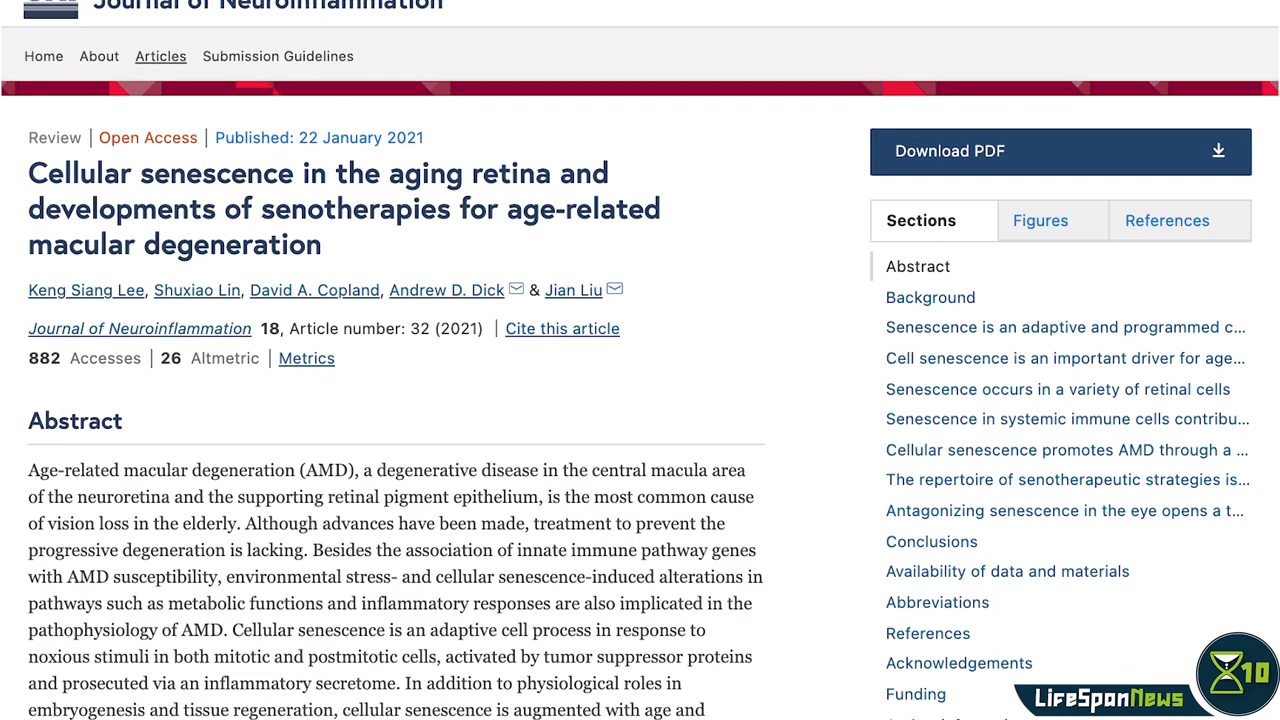 Journal of Neuroinflammation
Home About Articles Submission Guidelines
Review | Open Access | Published: 22 January 2021
Cellular senescence in the aging retina and
developments of senotherapies for age-related
macular degeneration
Keng Siang Lee, Shuxiao Lin, David A. Copland, Andrew D. Dick & Jian Liu
Journal of Neuroinflammation 18, Article number: 32 (2021) | Cite this article
882 Accesses | 26 Altmetric | Metrics
Abstract
Age-related macular degeneration (AMD), a degenerative disease in the central macula area
of the neuroretina and the supporting retinal pigment epithelium, is the most common cause
of vision loss in the elderly. Although advances have been made, treatment to prevent the
progressive degeneration is lacking. Besides the association of innate immune pathway genes
with AMD susceptibility, environmental stress- and cellular senescence-induced alterations in
pathways such as metabolic functions and inflammatory responses are also implicated in the
pathophysiology of AMD. Cellular senescence is an adaptive cell process in response to
noxious stimuli in both mitotic and postmitotic cells, activated by tumor suppressor proteins
and prosecuted via an inflammatory secretome. In addition to physiological roles in
embryogenesis and tissue regeneration, cellular senescence is augmented with age and
Download PDF
Sections Figures References
Abstract
Background
Senescence is an adaptive and programmed c...
Cell senescence is an important driver for age...
Senescence occurs in a variety of retinal cells
Senescence in systemic immune cells contribu...
Cellular senescence promotes AMD through a ...
The repertoire of senotherapeutic strategies is...
Antagonizing senescence in the eye opens a t...
Conclusions
Availability of data and materials
Abbreviations
References
Acknowledgements
Funding
LifeSpanNews
10